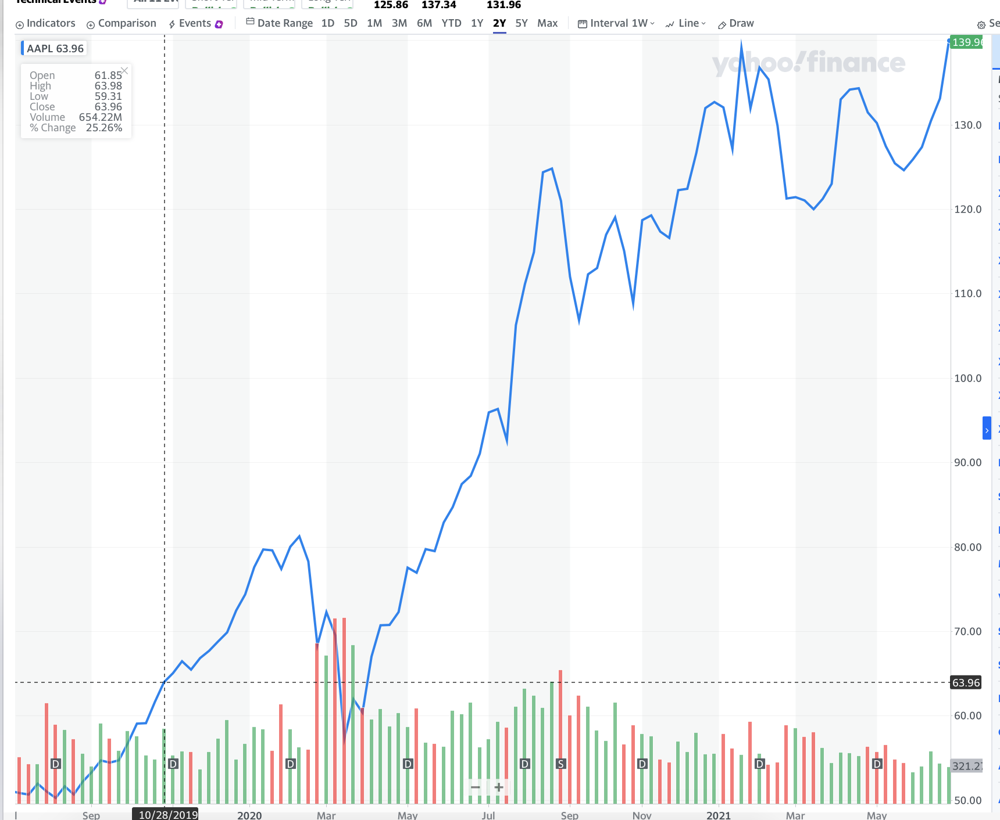 Technical Events
125.86 137.34 131.96
Indicators Comparison Events Date Range 1D 5D 1M 3M 6M YTD 1Y 2Y 5Y Max Interval 1W Line Draw
AAPL 63.96
139.96
yahoo!finance
Open 61.85
High 63.98
Low 59.31
Close 63.96
Volume 654.22M
% Change 25.26%
130.0
120.0
110.0
100.0
90.00
80.00
70.00
63.96
60.00
D D D D D S D D D
321.27
50.00
Sep 10/28/2019 2020 Mar May Jul Sep Nov 2021 Mar May